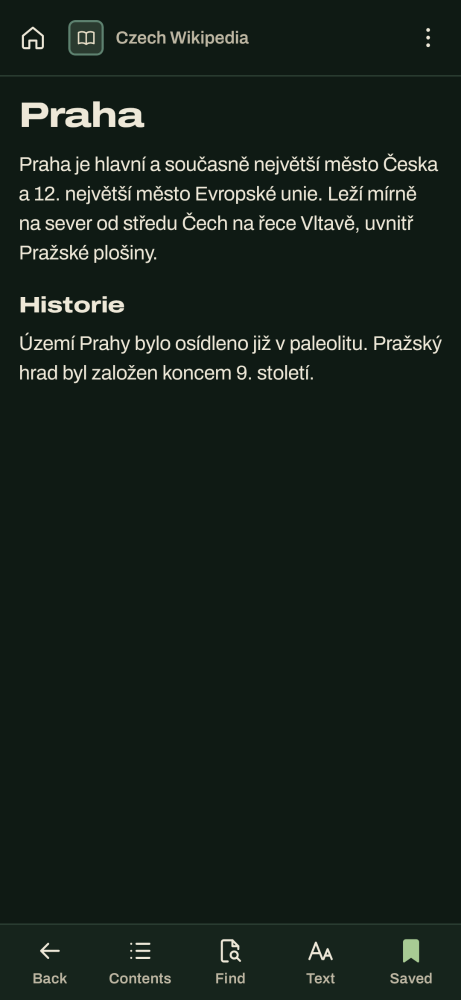 Czech Wikipedia
Praha
Praha je hlavní a současně největší město Česka
a 12. největší město Evropské unie. Leží mírně
na sever od středu Čech na řece Vltavě, uvnitř
Pražské plošiny.
Historie
Území Prahy bylo osídleno již v paleolitu. Pražský
hrad byl založen koncem 9. století.
Back
Contents
Find
Text
Saved